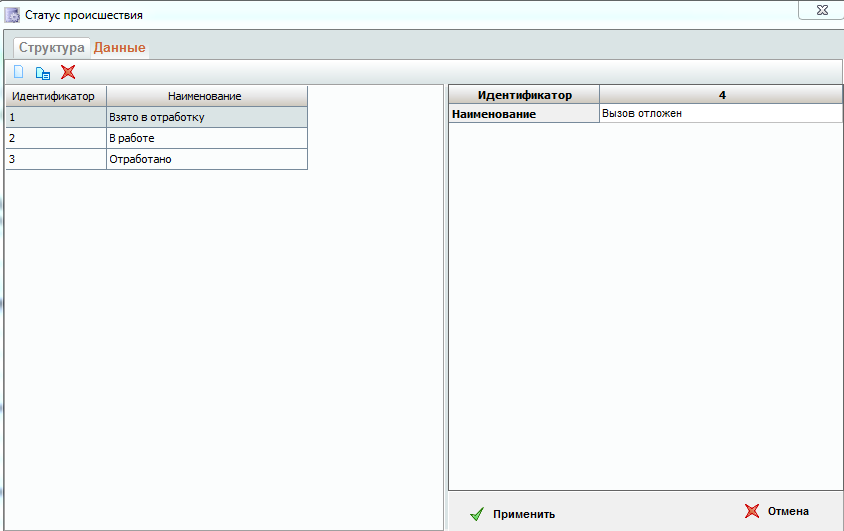 Статус происшествия
Структура Данные
Идентификатор Наименование
1 Взято в отработку
2 В работе
3 Отработано
Идентификатор 4
Наименование Вызов отложен
Применить Отмена